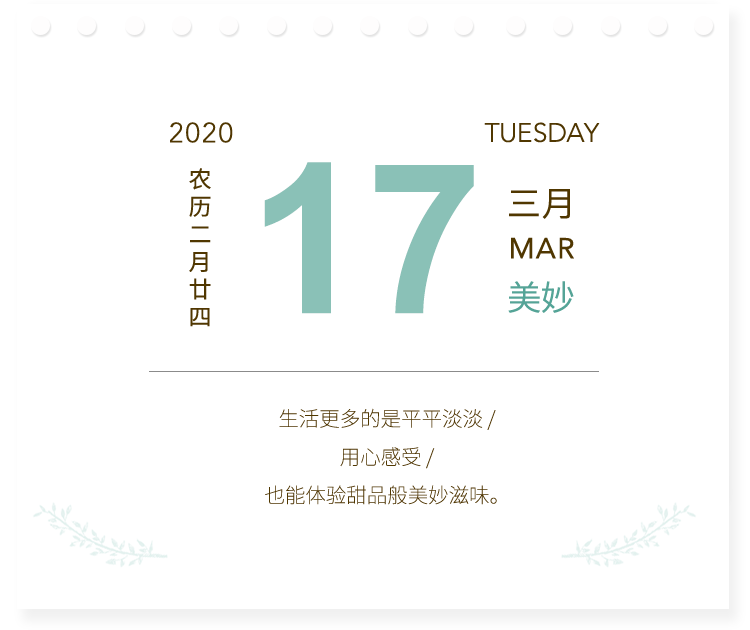 2020
TUESDAY
农历二月廿四
17
三月
MAR
美妙
生活更多的是平平淡淡 /
用心感受 /
也能体验甜品般美妙滋味。